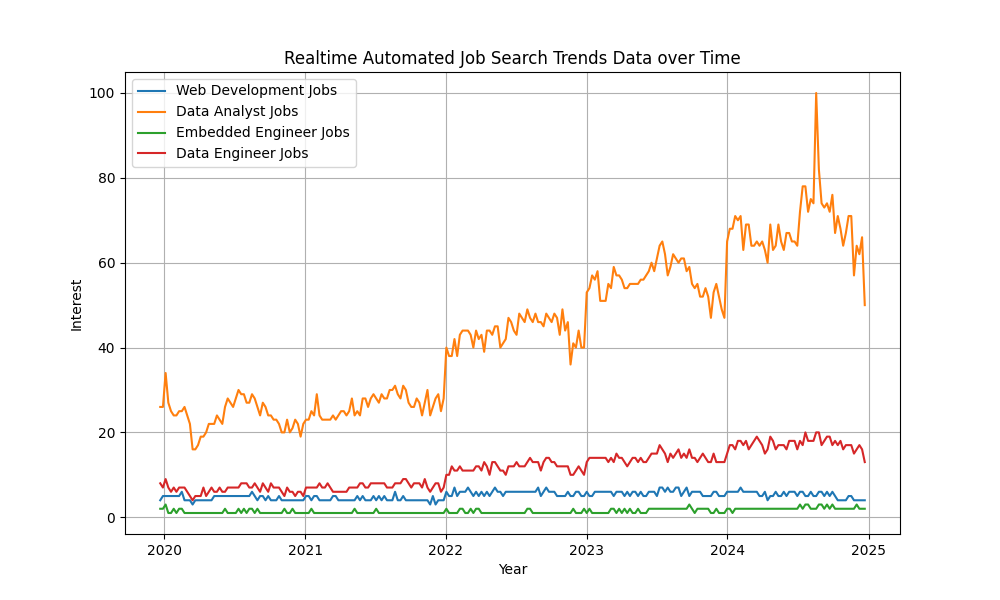 Realtime Automated Job Search Trends Data over Time
Web Development Jobs
Data Analyst Jobs
Embedded Engineer Jobs
Data Engineer Jobs
100
80
60
40
20
0
Interest
2020 2021 2022 2023 2024 2025
Year